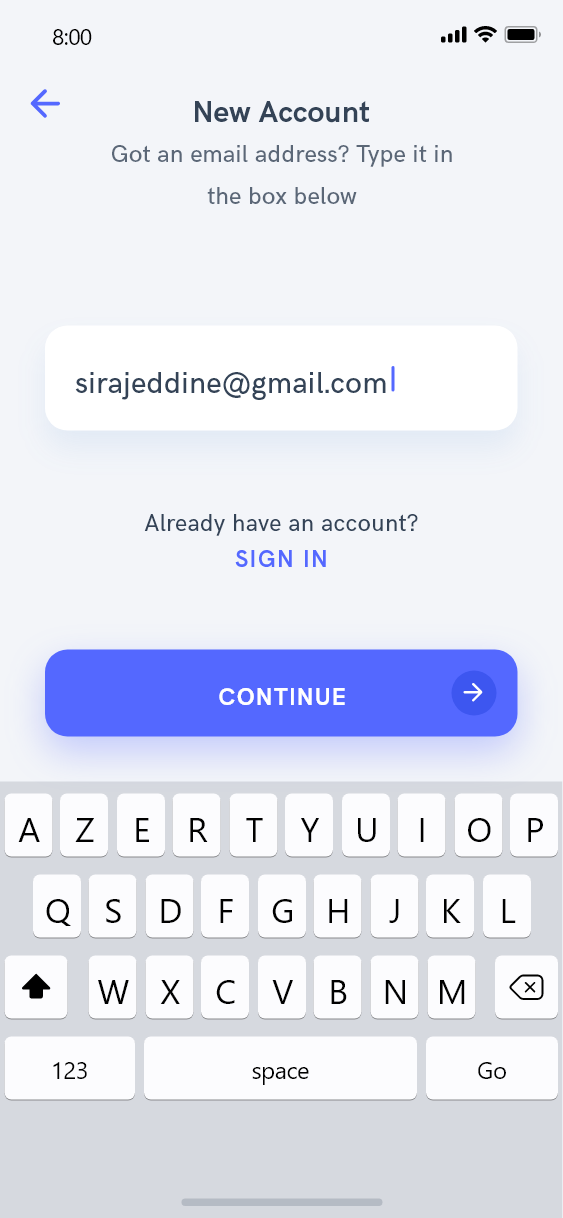 8:00
New Account
Got an email address? Type it in
the box below
sirajeddine@gmail.com
Already have an account?
SIGN IN
CONTINUE
A Z E R T Y U I O P
Q S D F G H J K L
W X C V B N M
123 space Go